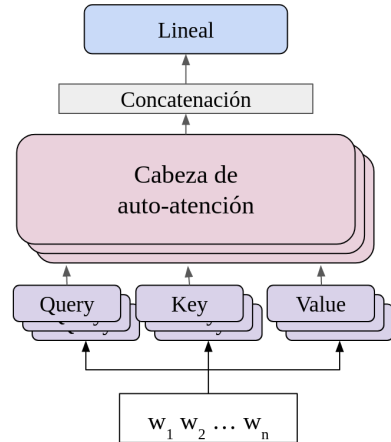 Lineal
Concatenación
Cabeza de
auto-atención
Query Key Value
w₁ w₂ … wₙ